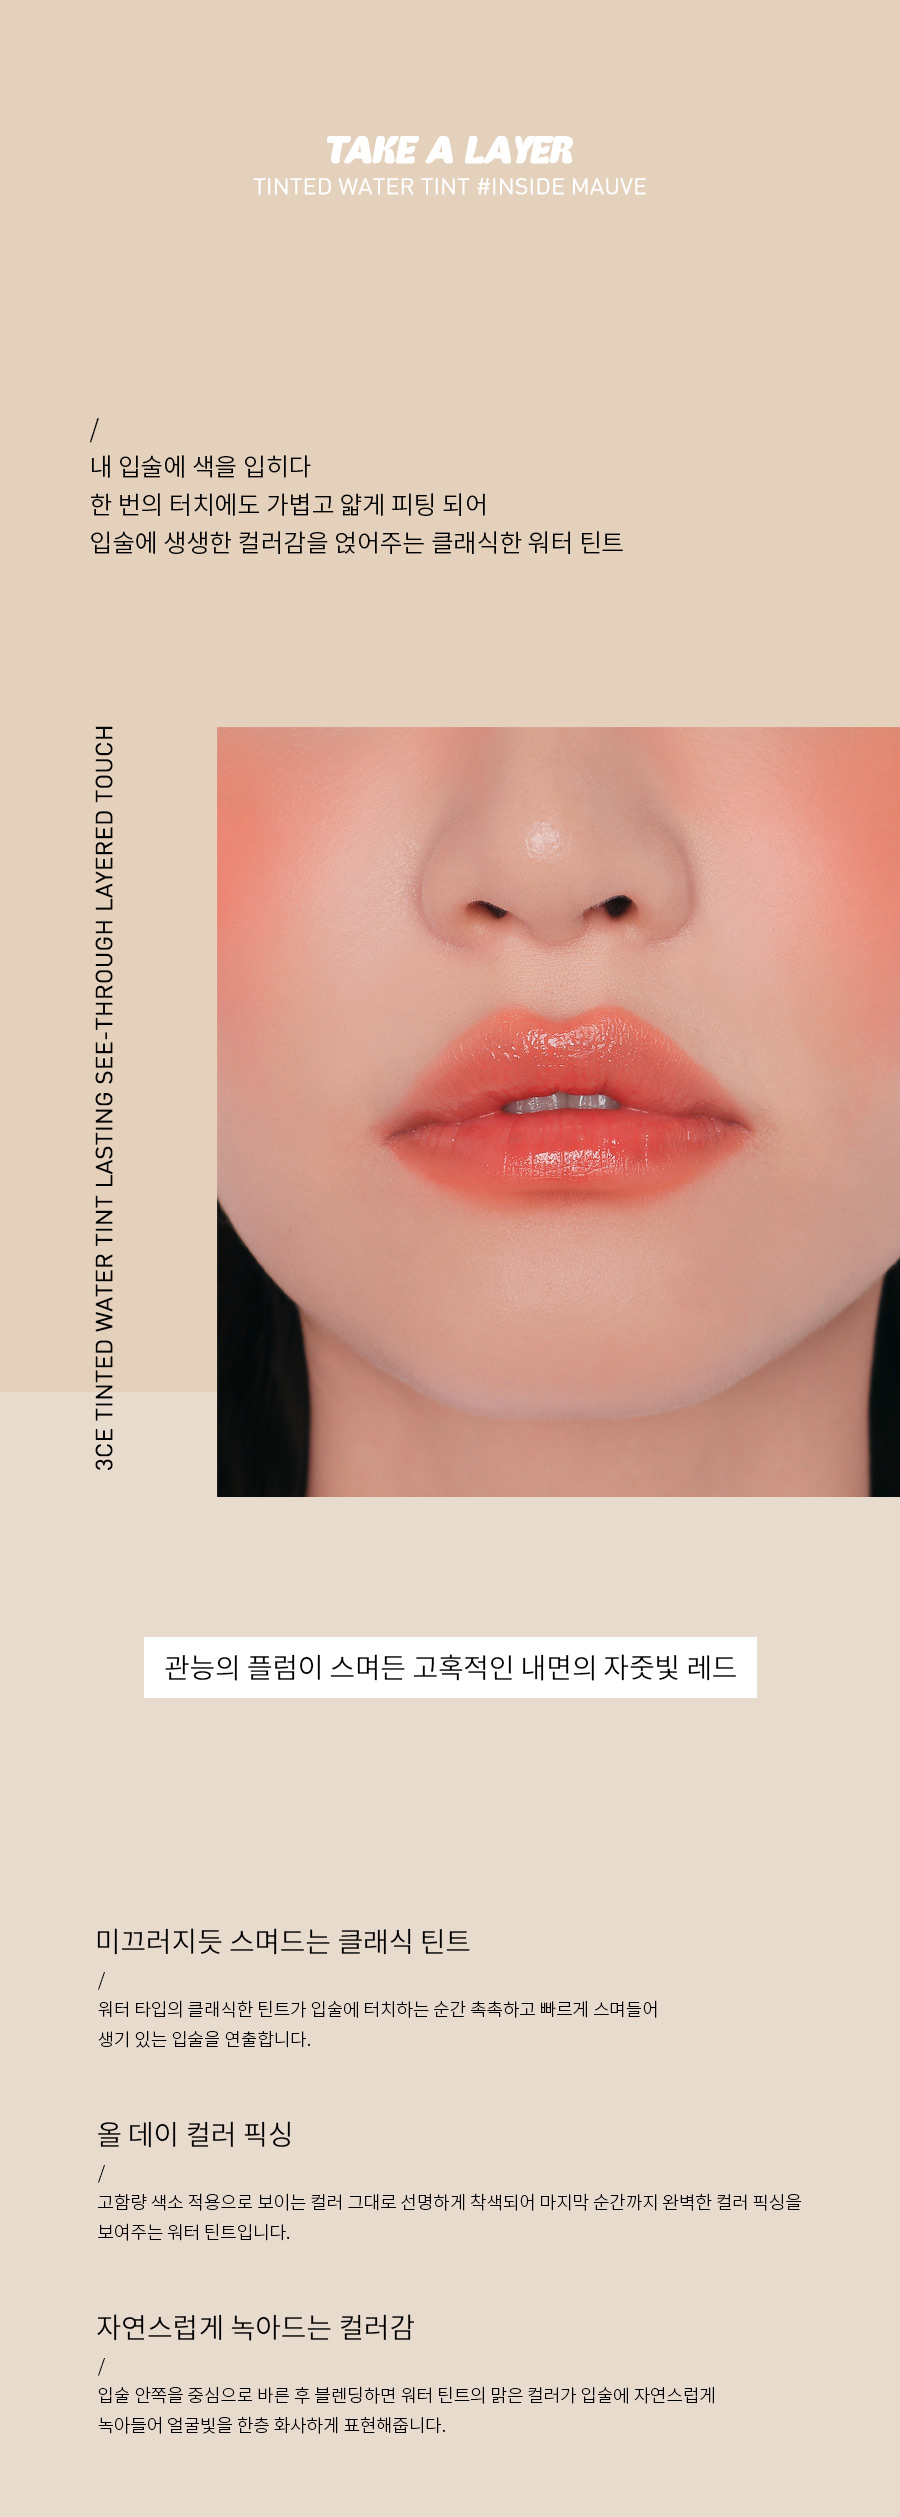 TAKE A LAYER
TINTED WATER TINT #INSIDE MAUVE
/
내 입술에 색을 입히다
한 번의 터치에도 가볍고 얇게 피팅 되어
입술에 생생한 컬러감을 얹어주는 클래식한 워터 틴트
3CE TINTED WATER TINT LASTING SEE-THROUGH LAYERED TOUCH
관능의 플럼이 스며든 고혹적인 내면의 자줏빛 레드
미끄러지듯 스며드는 클래식 틴트
/
워터 타입의 클래식한 틴트가 입술에 터치하는 순간 촉촉하고 빠르게 스며들어
생기 있는 입술을 연출합니다.
올 데이 컬러 픽싱
/
고함량 색소 적용으로 보이는 컬러 그대로 선명하게 착색되어 마지막 순간까지 완벽한 컬러 픽싱을
보여주는 워터 틴트입니다.
자연스럽게 녹아드는 컬러감
/
입술 안쪽을 중심으로 바른 후 블렌딩하면 워터 틴트의 맑은 컬러가 입술에 자연스럽게
녹아들어 얼굴빛을 한층 화사하게 표현해줍니다.